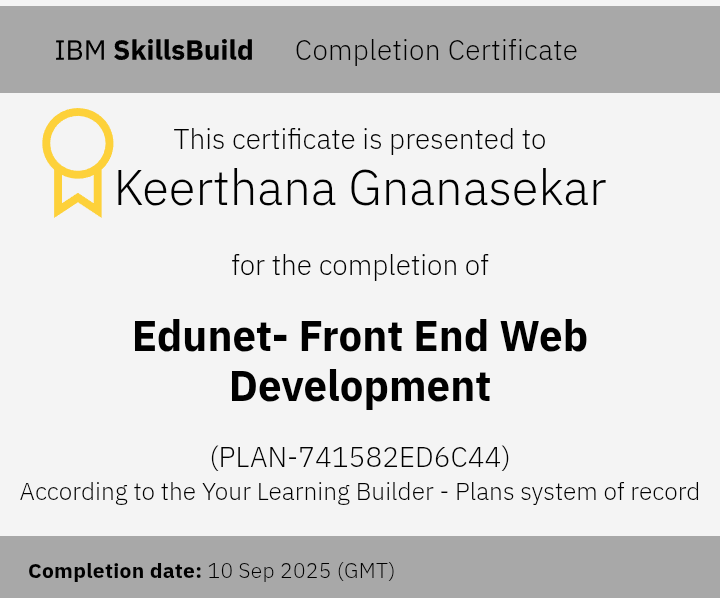 IBM SkillsBuild Completion Certificate
This certificate is presented to
Keerthana Gnanasekar
for the completion of
Edunet- Front End Web
Development
(PLAN-741582ED6C44)
According to the Your Learning Builder - Plans system of record
Completion date: 10 Sep 2025 (GMT)